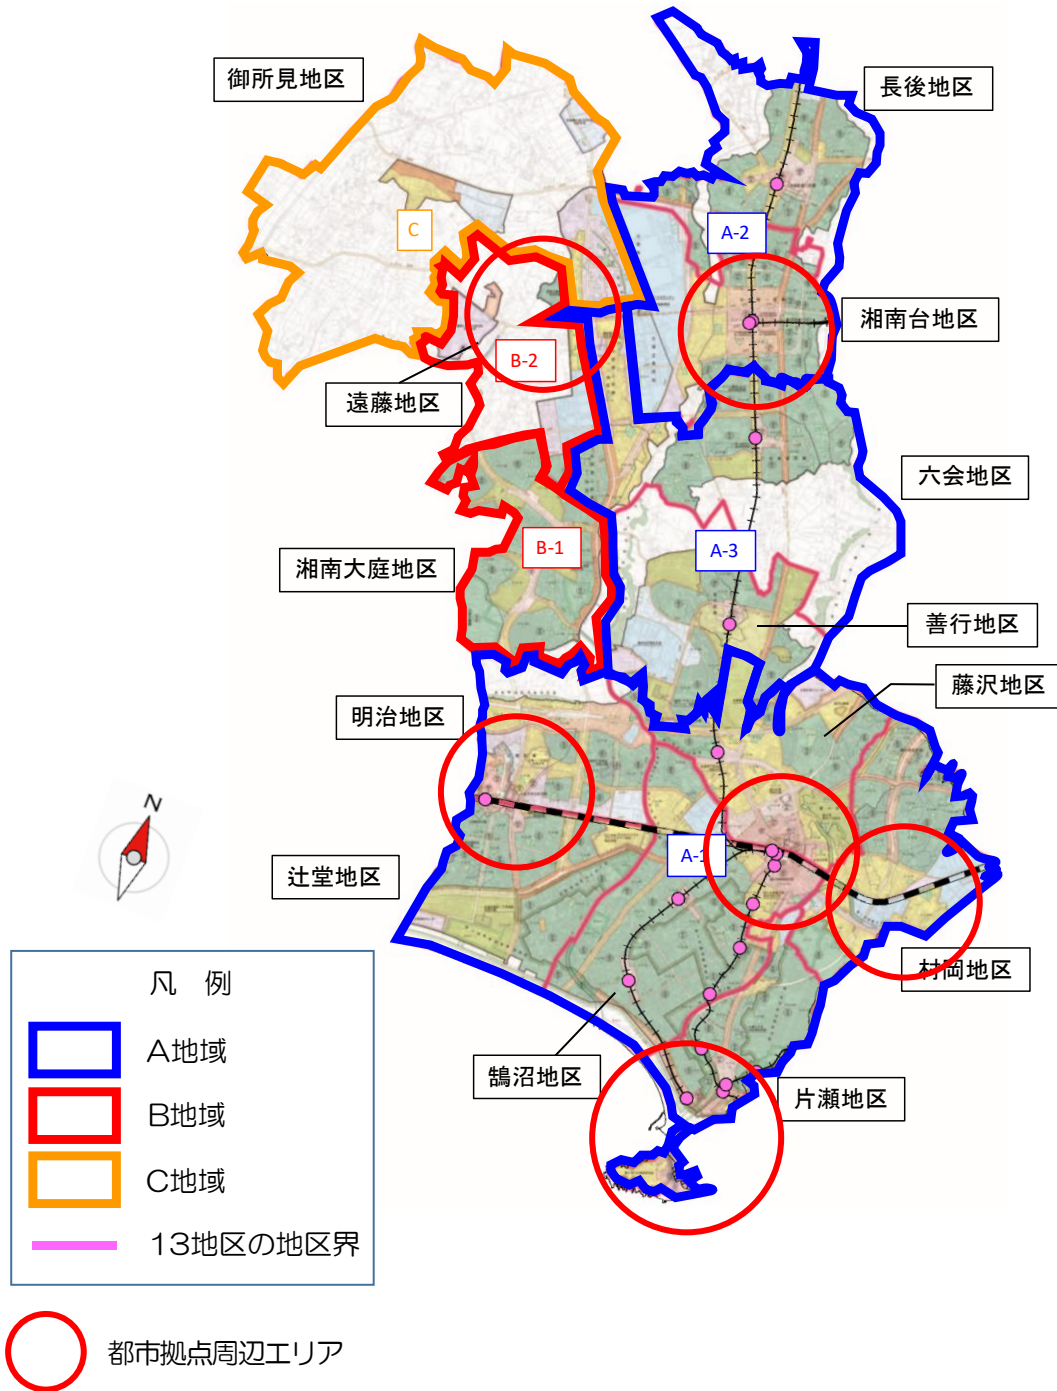 御所見地区
長後地区
C
A-2
湘南台地区
B-2
遠藤地区
六会地区
湘南大庭地区
B-1
A-3
善行地区
藤沢地区
明治地区
N
辻堂地区
A-1
村岡地区
鵠沼地区
片瀬地区
凡 例
A地域
B地域
C地域
13地区の地区界
都市拠点周辺エリア